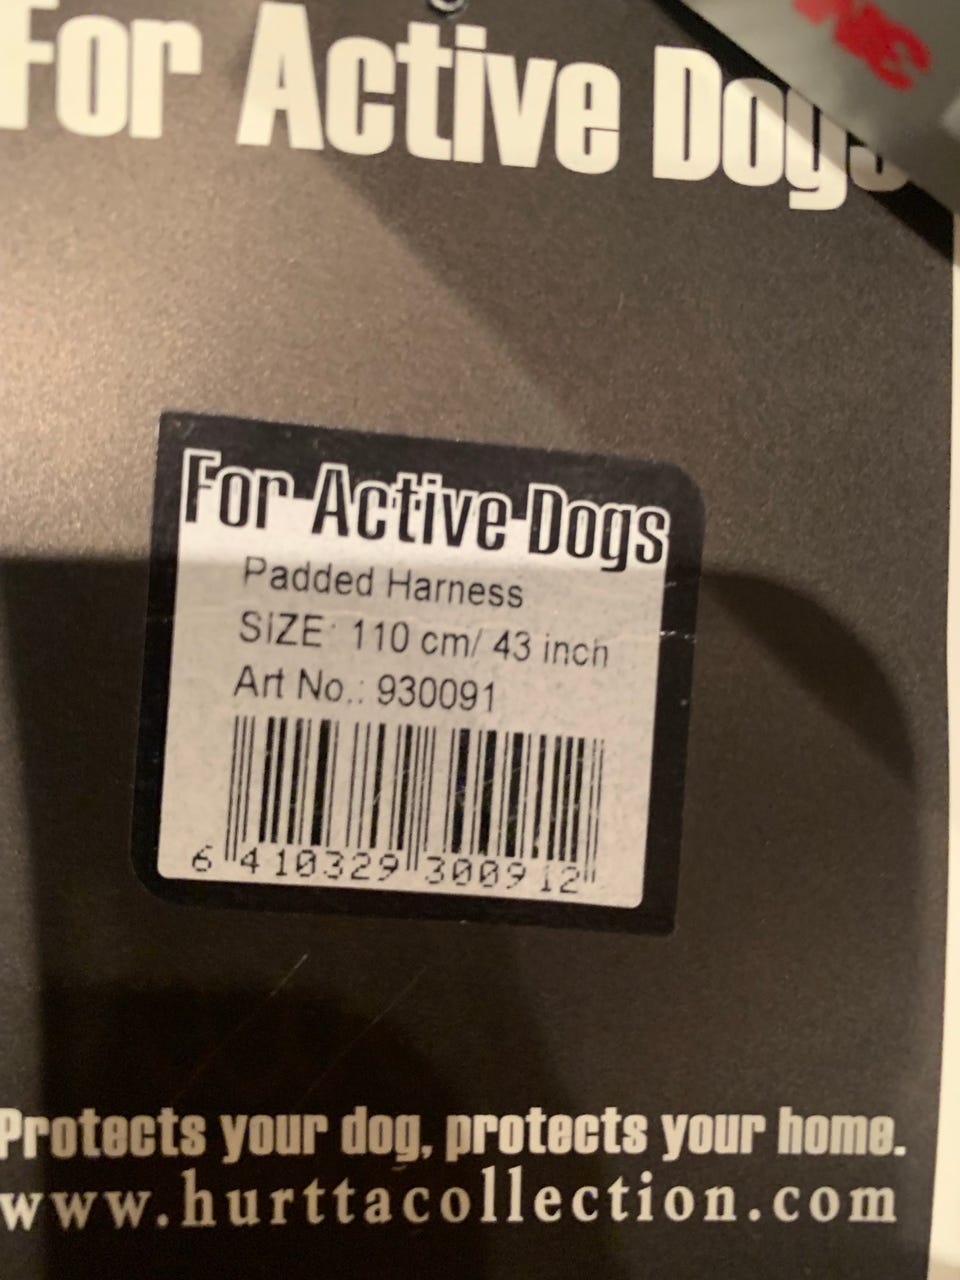 For Active Dogs
For Active Dogs
Padded Harness
SIZE: 110 cm/ 43 inch
Art No.: 930091
6 410329 300912
Protects your dog, protects your home.
www.hurttacollection.com